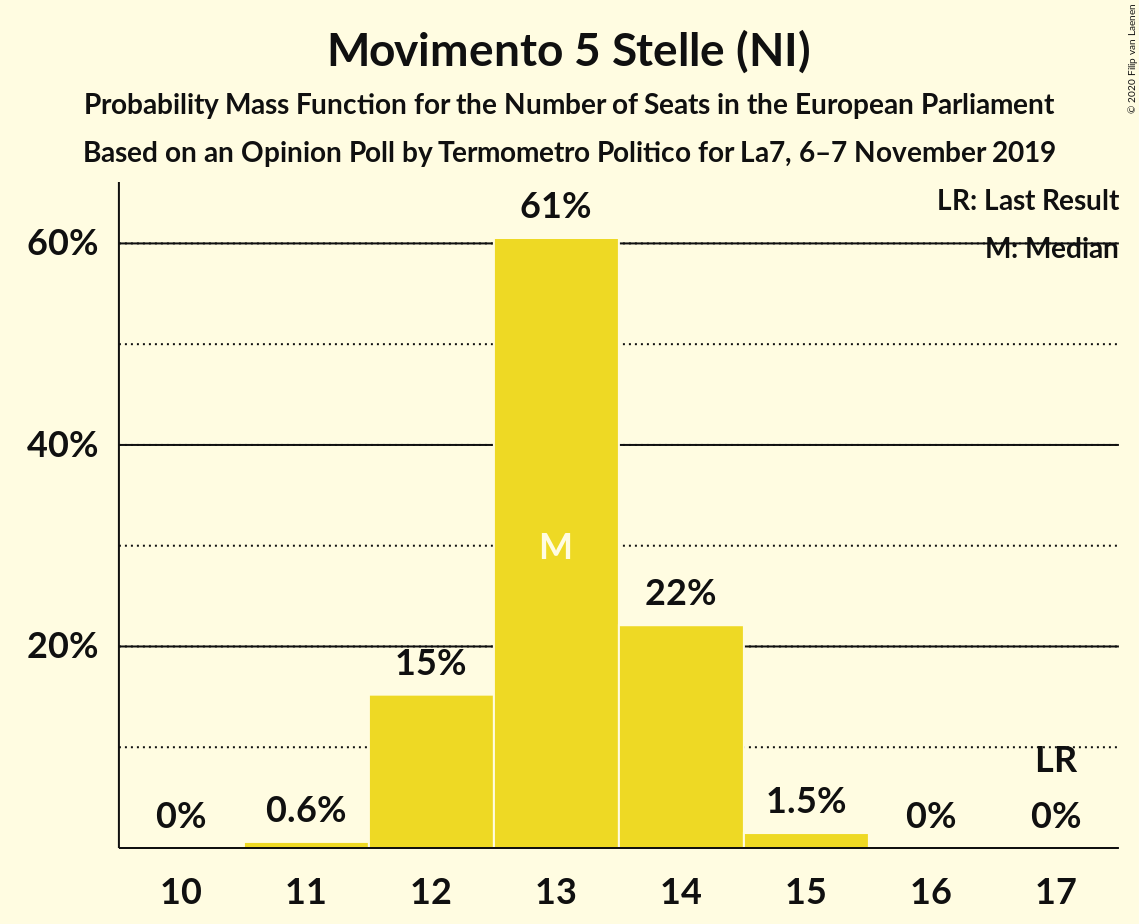 Movimento 5 Stelle (NI)
Probability Mass Function for the Number of Seats in the European Parliament
Based on an Opinion Poll by Termometro Politico for La7, 6–7 November 2019
© 2020 Filip van Laenen
LR: Last Result
M: Median
60%
40%
20%
0%
0.6%
15%
61%
M
22%
1.5%
0%
LR
0%
10 11 12 13 14 15 16 17